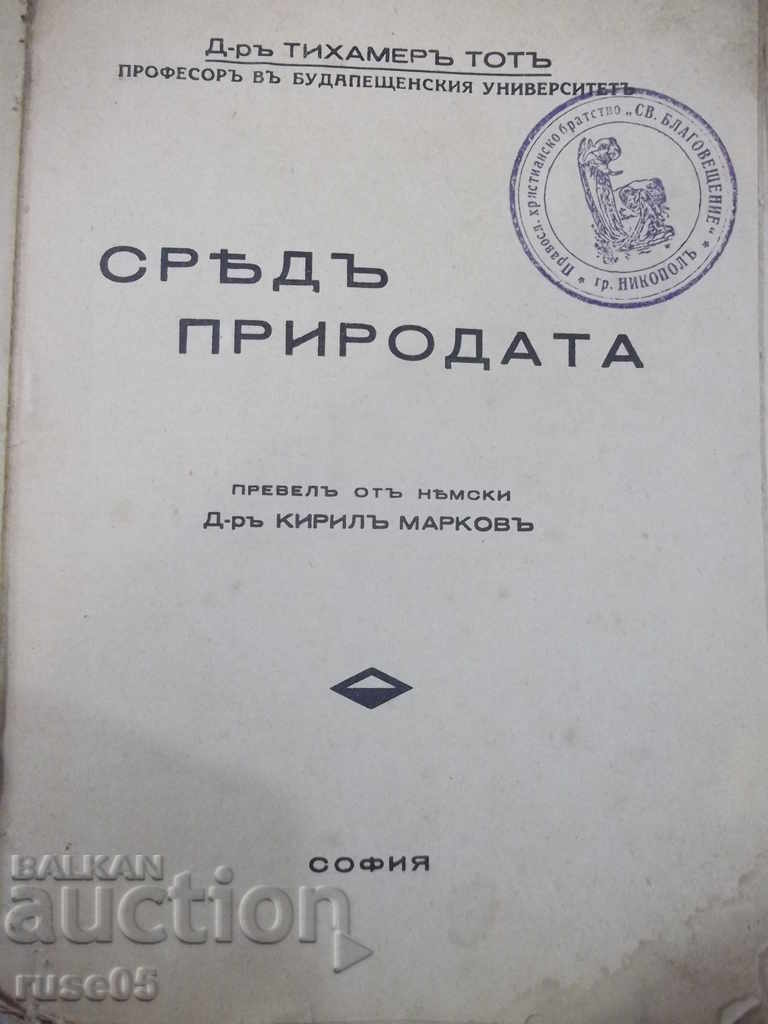 Д-ръ ТИХАМЕРЪ ТОТЪ
ПРОФЕСОРЪ ВЪ БУДАПЕЩЕНСКИЯ УНИВЕРСИТЕТЪ
Правосл. християнско братство „СВ. БЛАГОВЕЩЕНИЕ"
* гр. НИКОПОЛЪ *
СРѢДЪ
ПРИРОДАТА
ПРЕВЕЛЪ ОТЪ НѢМСКИ
Д-ръ КИРИЛЪ МАРКОВЪ
СОФИЯ
BALKAN
auction
ruse05